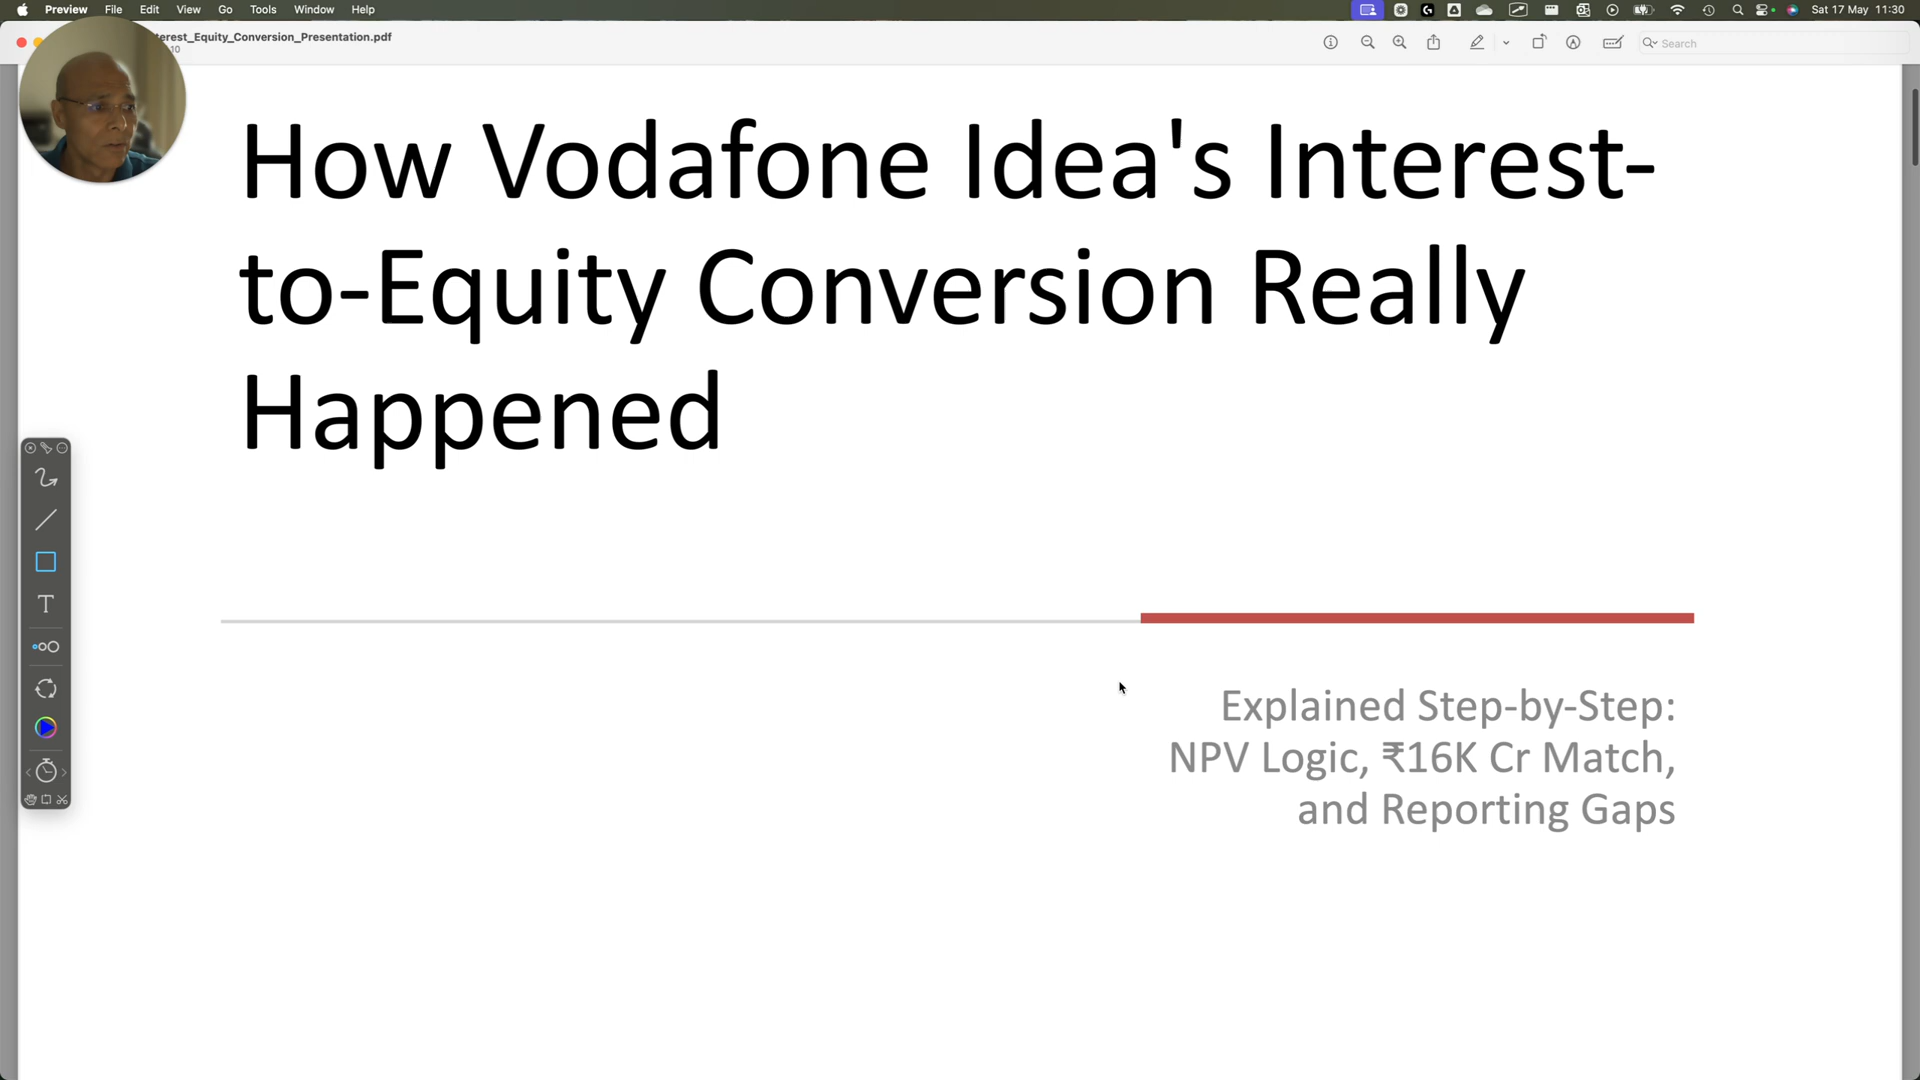 Preview File Edit View Go Tools Window Help Sat 17 May 11:30
erest_Equity_Conversion_Presentation.pdf
10
Search
How Vodafone Idea's Interest-
to-Equity Conversion Really
Happened
T
Explained Step-by-Step:
NPV Logic, ₹16K Cr Match,
and Reporting Gaps